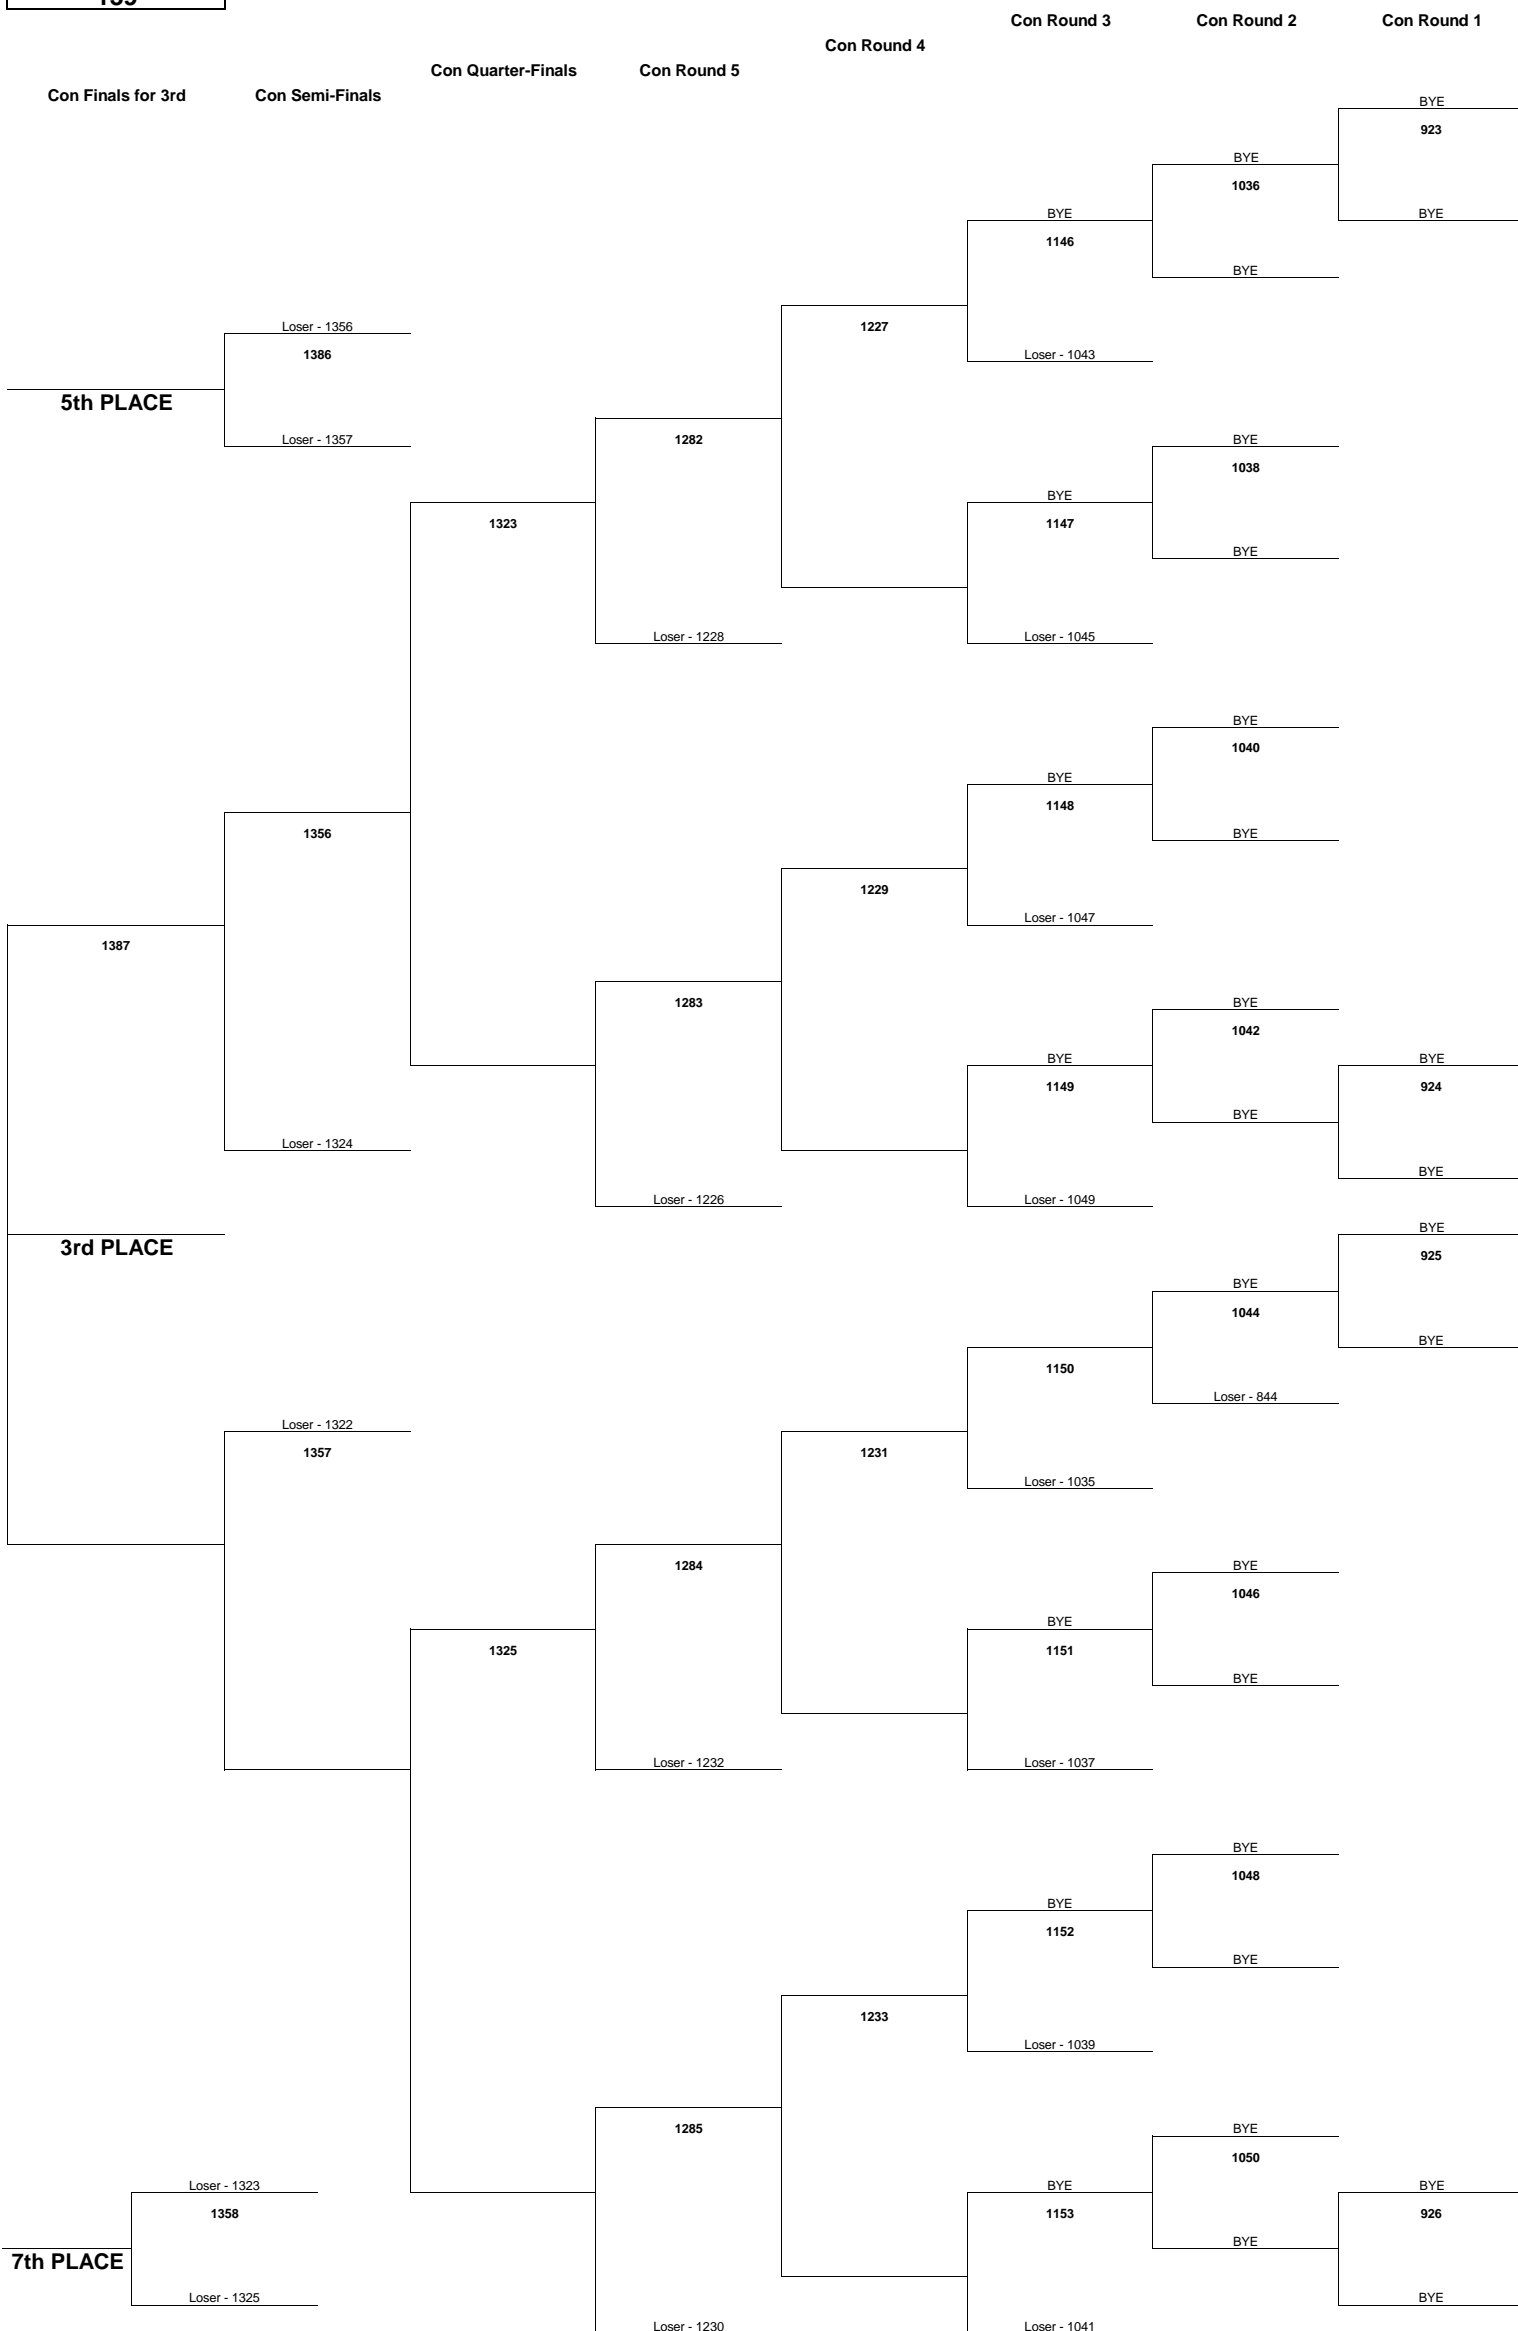 Con Round 3 Con Round 2 Con Round 1
Con Round 4
Con Quarter-Finals Con Round 5
Con Finals for 3rd Con Semi-Finals
BYE
923
BYE
1036
BYE BYE
1146
BYE
Loser - 1356 1227
1386 Loser - 1043
5th PLACE
Loser - 1357 1282 BYE
1038
BYE
1323 1147
BYE
Loser - 1228 Loser - 1045
BYE
1040
BYE
1148
1356 BYE
1229
Loser - 1047
1387
1283 BYE
1042
BYE BYE
1149 924
BYE
Loser - 1324
BYE
Loser - 1226 Loser - 1049
BYE
3rd PLACE 925
BYE
1044
BYE
1150
Loser - 844
Loser - 1322
1357 1231
Loser - 1035
1284 BYE
1046
BYE
1325 1151
BYE
Loser - 1232 Loser - 1037
BYE
1048
BYE
1152
BYE
1233
Loser - 1039
1285 BYE
1050
Loser - 1323 BYE BYE
1358 1153 926
BYE
7th PLACE
Loser - 1325 BYE
Loser - 1230 Loser - 1041